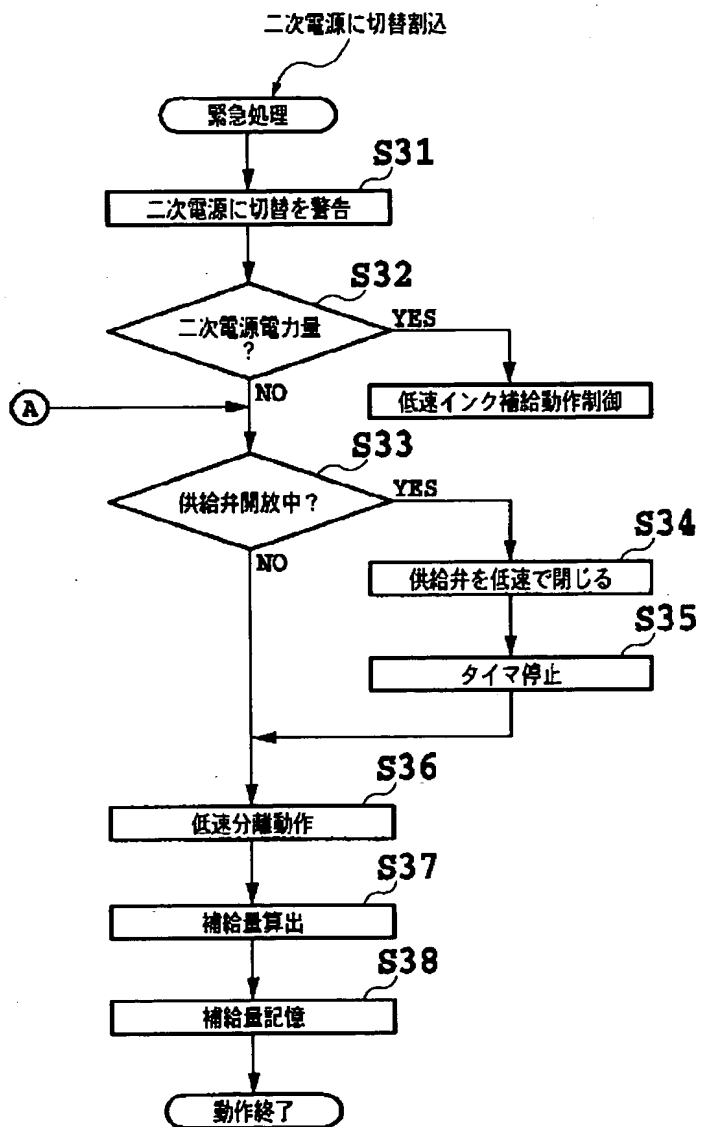 二次電源に切替割込
緊急処理
S31
二次電源に切替を警告
S32
二次電源電力量
?
YES
NO
低速インク補給動作制御
A
S33
供給弁開放中?
YES
NO
S34
供給弁を低速で閉じる
S35
タイマ停止
S36
低速分離動作
S37
補給量算出
S38
補給量記憶
動作終了